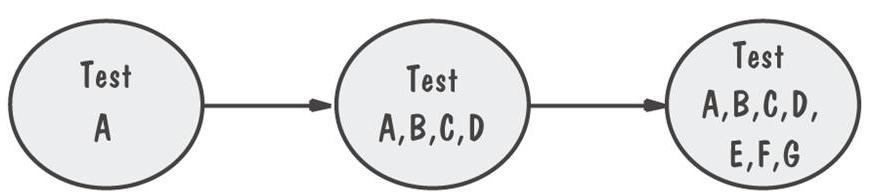 Test
A
Test
A,B,C,D
Test
A,B,C,D,
E,F,G